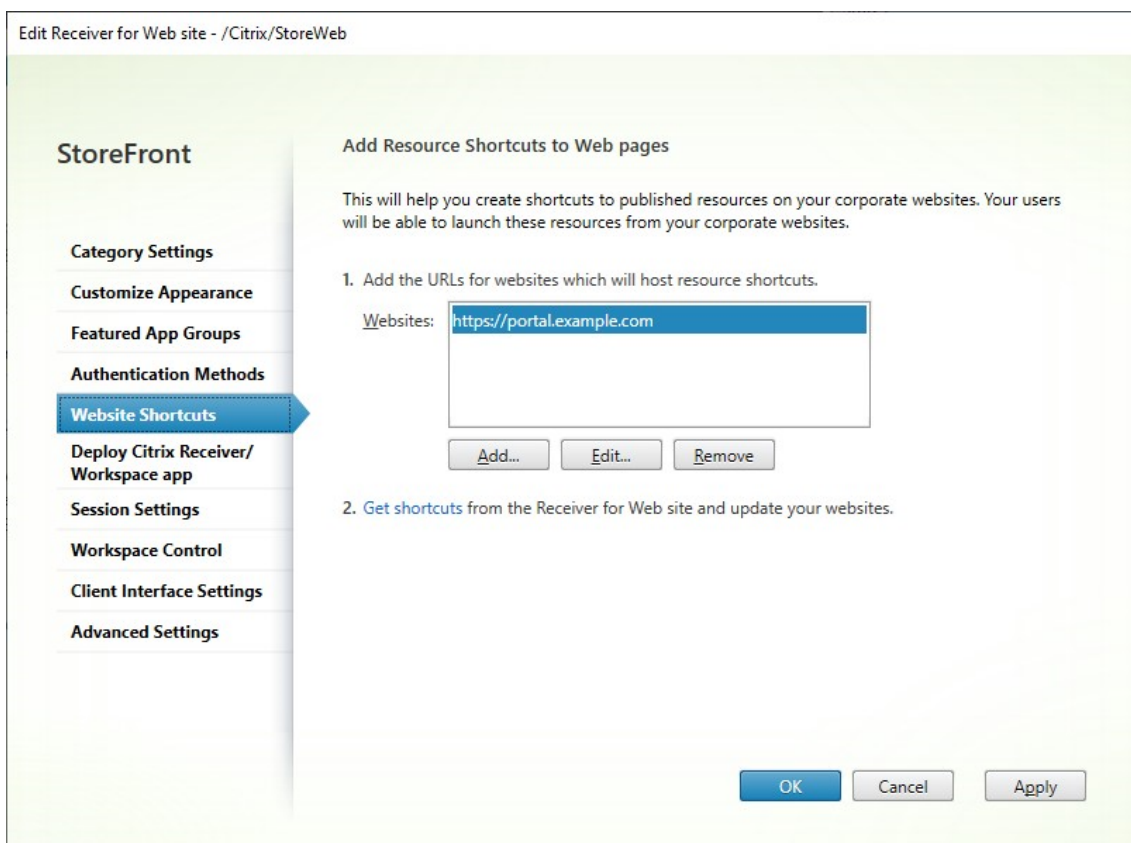 Edit Receiver for Web site - /Citrix/StoreWeb
StoreFront
Category Settings
Customize Appearance
Featured App Groups
Authentication Methods
Website Shortcuts
Deploy Citrix Receiver/
Workspace app
Session Settings
Workspace Control
Client Interface Settings
Advanced Settings
Add Resource Shortcuts to Web pages
This will help you create shortcuts to published resources on your corporate websites. Your users
will be able to launch these resources from your corporate websites.
1. Add the URLs for websites which will host resource shortcuts.
Websites: https://portal.example.com
Add... Edit... Remove
2. Get shortcuts from the Receiver for Web site and update your websites.
OK Cancel Apply